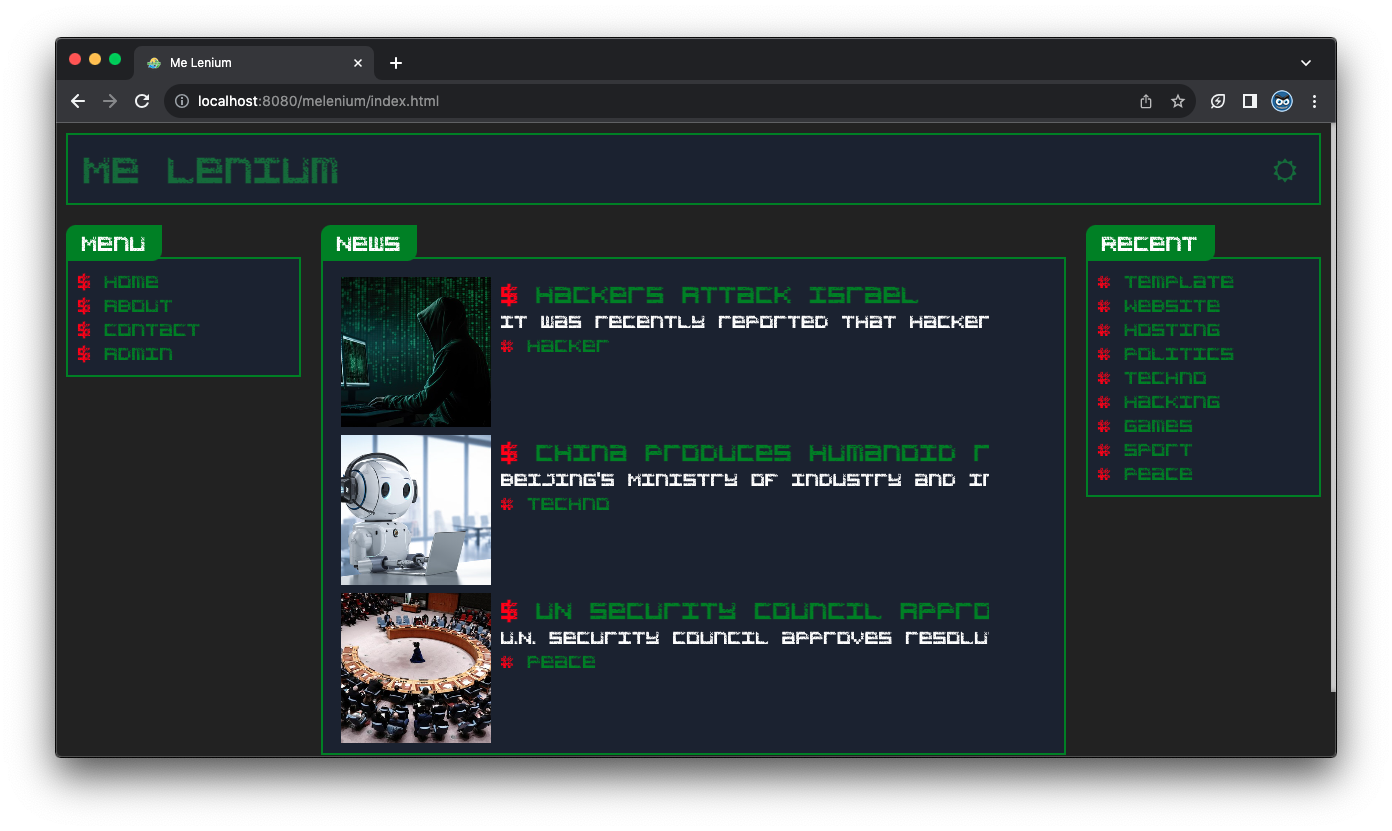 Me Lenium
localhost:8080/melenium/index.html
Me Lenium
Menu
$ Home
$ About
$ Contact
$ Admin
News
$ Hackers Attack Israel
It was recently reported that hacker
# Hacker
$ China Produces Humanoid r
Beijing's Ministry of Industry and In
# Techno
$ UN Security Council Appro
U.N. Security Council approves resolu
# Peace
Recent
# Template
# Website
# Hosting
# Politics
# Techno
# Hacking
# Games
# Sport
# Peace